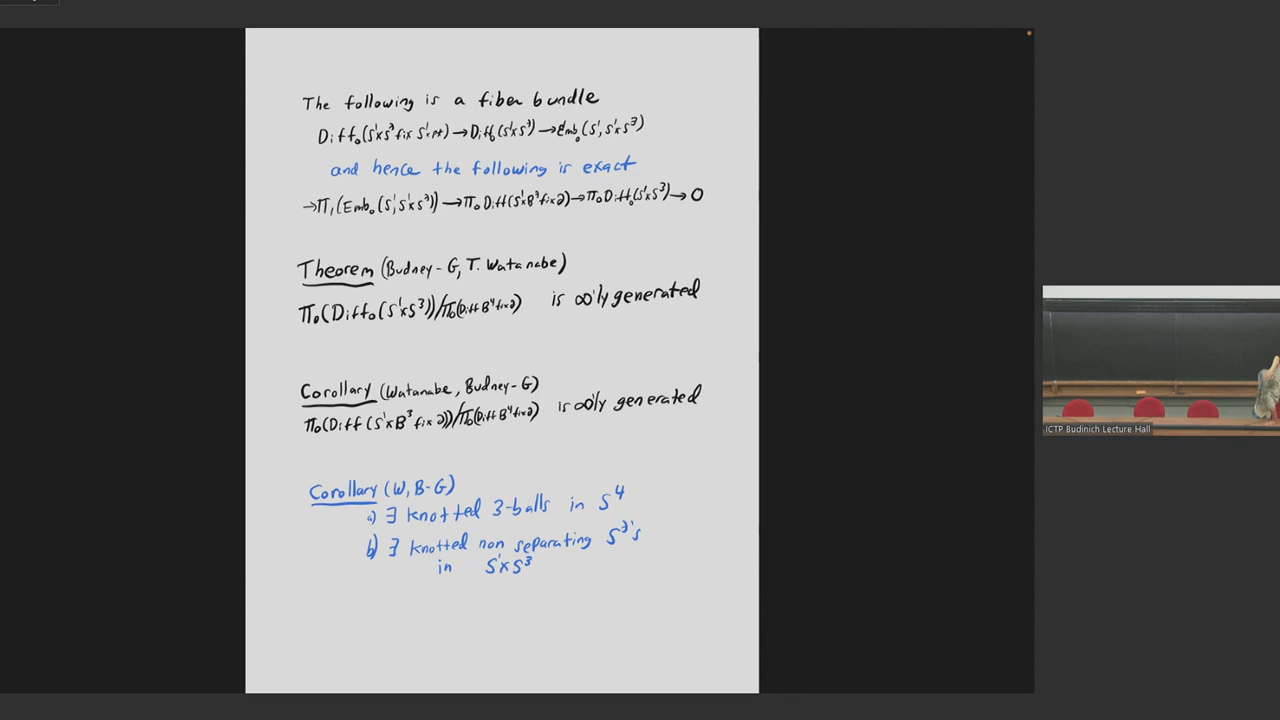 The following is a fiber bundle
Diff₀(S¹×S³ fix S¹×pt) → Diff₀(S¹×S³) → Emb₀(S¹, S¹×S³)
and hence the following is exact
→ π₁(Emb₀(S¹, S¹×S³)) → π₀ Diff(S¹×B³ fix ∂) → π₀ Diff₀(S¹×S³) → 0
Theorem (Budney-G, T. Watanabe)
π₀(Diff₀(S¹×S³))/π₀(Diff B⁴ fix ∂) is ∞'ly generated
Corollary (Watanabe, Budney-G)
π₀(Diff(S¹×B³ fix ∂))/π₀(Diff B⁴ fix ∂) is ∞'ly generated
Corollary (W, B-G)
a) ∃ knotted 3-balls in S⁴
b) ∃ knotted non separating S³'s
in S¹×S³
ICTP Budinich Lecture Hall